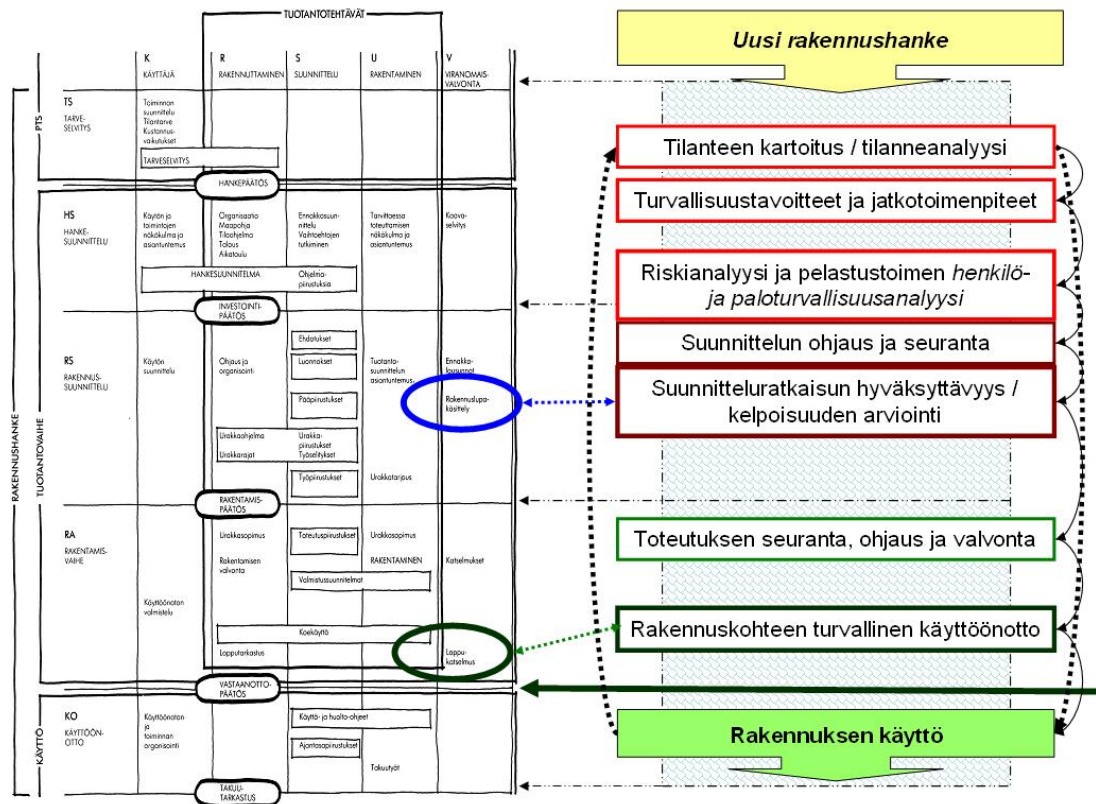 TUOTANTOTEHTÄVÄT
K
KÄYTTÄJÄ
R
RAKENNUTTAMINEN
S
SUUNNITTELU
U
RAKENTAMINEN
V
VIRANOMAIS-
VALVONTA
RAKENNUSHANKE
PTS
TS
TARVE-
SELVITYS
Toiminnan
suunnittelu
Tilantarve
Kustannus-
vaikutukset
TARVESELVITYS
HANKEPÄÄTÖS
TUOTANTOVAIHE
HS
HANKE-
SUUNNITTELU
Käytön ja
toimintojen
näkökulma ja
asiantuntemus
Organisaatio
Maapohja
Tilaohjelma
Talous
Aikataulu
Ennakkosuun-
nittelu
Vaihtoehtojen
tutkiminen
Tarvittaessa
toteuttamisen
näkökulma ja
asiantuntemus
Kaava-
selvitys
HANKESUUNNITELMA
Ohjelma-
piirustuksia
INVESTOINTI-
PÄÄTÖS
RS
RAKENNUS-
SUUNNITTELU
Käytön
suunnittelu
Ohjaus ja
organisointi
Ehdotukset
Luonnokset
Pääpiirustukset
Tuotanto-
suunnittelun
asiantuntemus
Ennakko-
lausunnot
Rakennuslupa-
käsittely
Urakkaohjelma
Urakkarajat
Urakka-
piirustukset
Työselitykset
Työpiirustukset
Urakkatarjous
RAKENTAMIS-
PÄÄTÖS
RA
RAKENTAMIS-
VAIHE
Urakkasopimus
Toteutuspiirustukset
Urakkasopimus
Rakentamisen
valvonta
RAKENTAMINEN
Katselmukset
Valmistussuunnitelmat
Käyttöönoton
valmistelu
Koekäyttö
Lopputarkastus
Loppu-
katselmus
VASTAANOTTO-
PÄÄTÖS
KÄYTTÖ
KO
KÄYTTÖÖN-
OTTO
Käyttöönoton
ja
toiminnan
organisointi
Käyttö- ja huolto-ohjeet
Ajantasapiirustukset
Takuutyöt
TAKUU-
TARKASTUS
Uusi rakennushanke
Tilanteen kartoitus / tilanneanalyysi
Turvallisuustavoitteet ja jatkotoimenpiteet
Riskianalyysi ja pelastustoimen henkilö-
ja paloturvallisuusanalyysi
Suunnittelun ohjaus ja seuranta
Suunnitteluratkaisun hyväksyttävyys /
kelpoisuuden arviointi
Toteutuksen seuranta, ohjaus ja valvonta
Rakennuskohteen turvallinen käyttöönotto
Rakennuksen käyttö